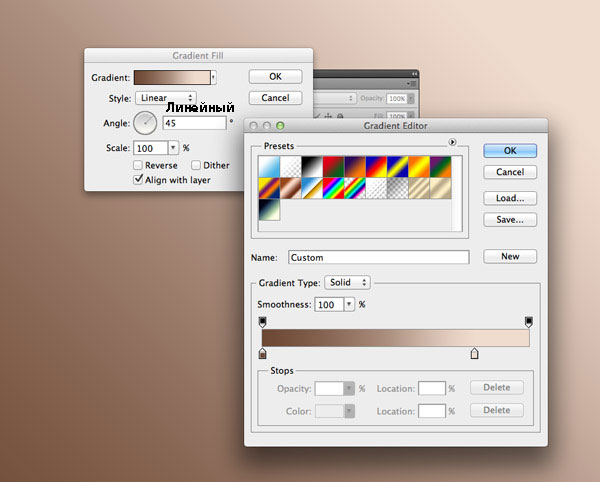 Gradient Fill
Gradient:
OK
Style: Linear
Cancel
Линейный
Angle: 45 °
Scale: 100 %
Reverse Dither
Align with layer
Opacity: 100%
Fill: 100%
Gradient Editor
Presets
OK
Cancel
Load...
Save...
Name: Custom
New
Gradient Type: Solid
Smoothness: 100 %
Stops
Opacity: % Location: % Delete
Color: Location: % Delete